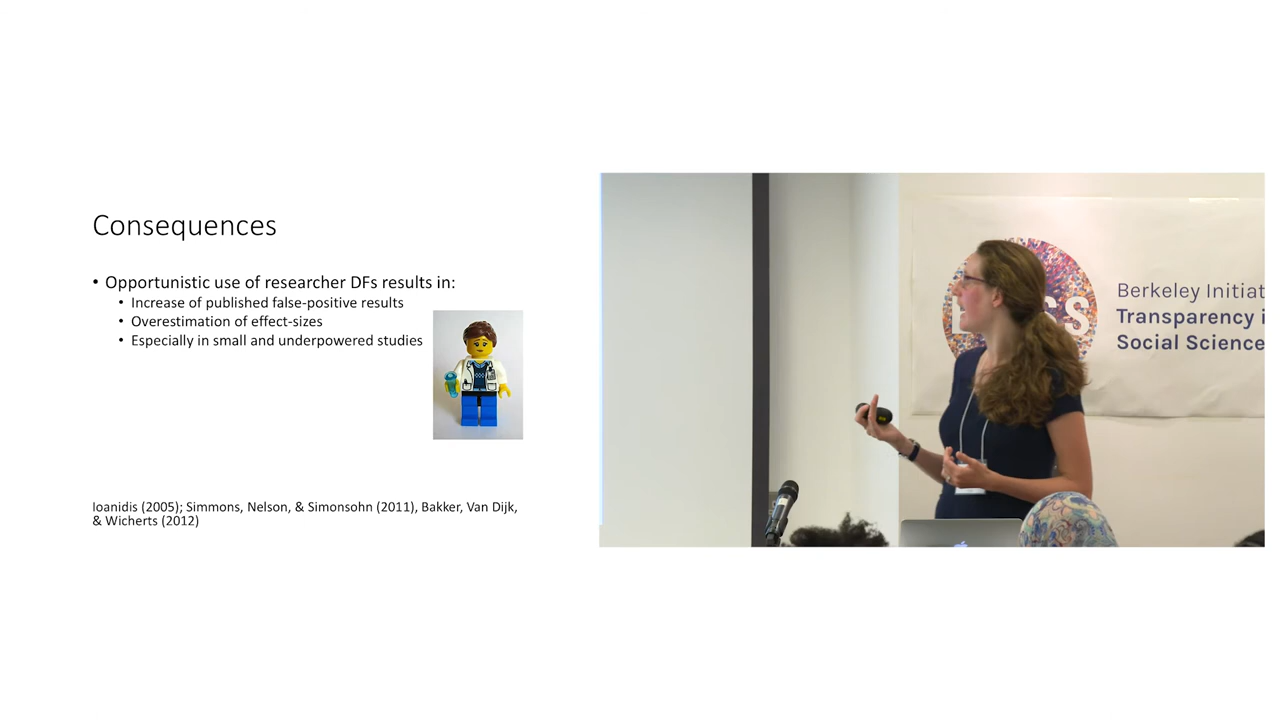 Consequences
• Opportunistic use of researcher DFs results in:
• Increase of published false-positive results
• Overestimation of effect-sizes
• Especially in small and underpowered studies
Ioanidis (2005); Simmons, Nelson, & Simonsohn (2011), Bakker, Van Dijk,
& Wicherts (2012)
Berkeley Initiat
Transparency i
Social Science